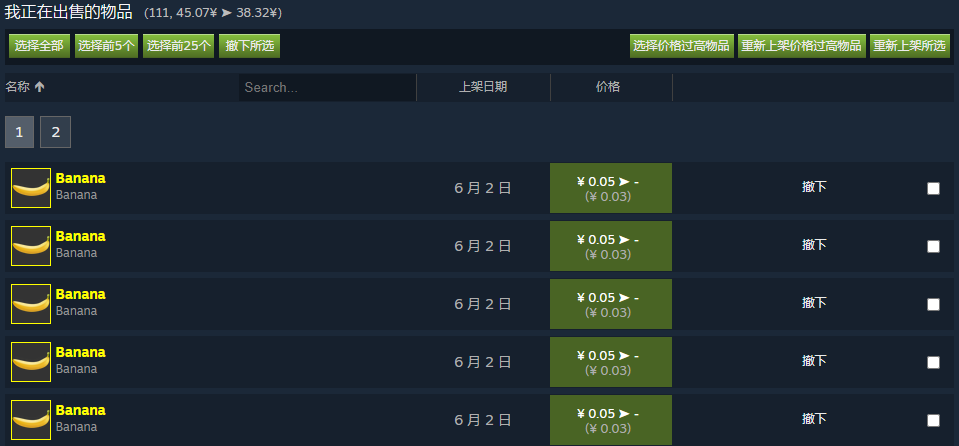 我正在出售的物品 (111, 45.07¥ ➤ 38.32¥)
选择全部 选择前5个 选择前25个 撤下所选 选择价格过高物品 重新上架价格过高物品 重新上架所选
名称 🡹 Search... 上架日期 价格
1 2
Banana
Banana
6 月 2 日
¥ 0.05 ➤ -
(¥ 0.03)
撤下
Banana
Banana
6 月 2 日
¥ 0.05 ➤ -
(¥ 0.03)
撤下
Banana
Banana
6 月 2 日
¥ 0.05 ➤ -
(¥ 0.03)
撤下
Banana
Banana
6 月 2 日
¥ 0.05 ➤ -
(¥ 0.03)
撤下
Banana
Banana
6 月 2 日
¥ 0.05 ➤ -
(¥ 0.03)
撤下